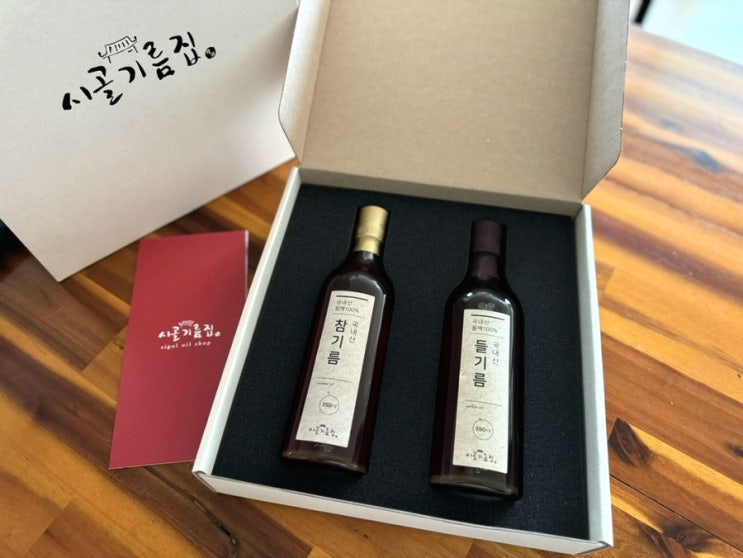 시골기름집
시골기름집
sigol oil shop
국내산
들깨100%
국내산
참기름
350ml
시골기름집
국내산
들깨100%
국내산
들기름
350ml
시골기름집